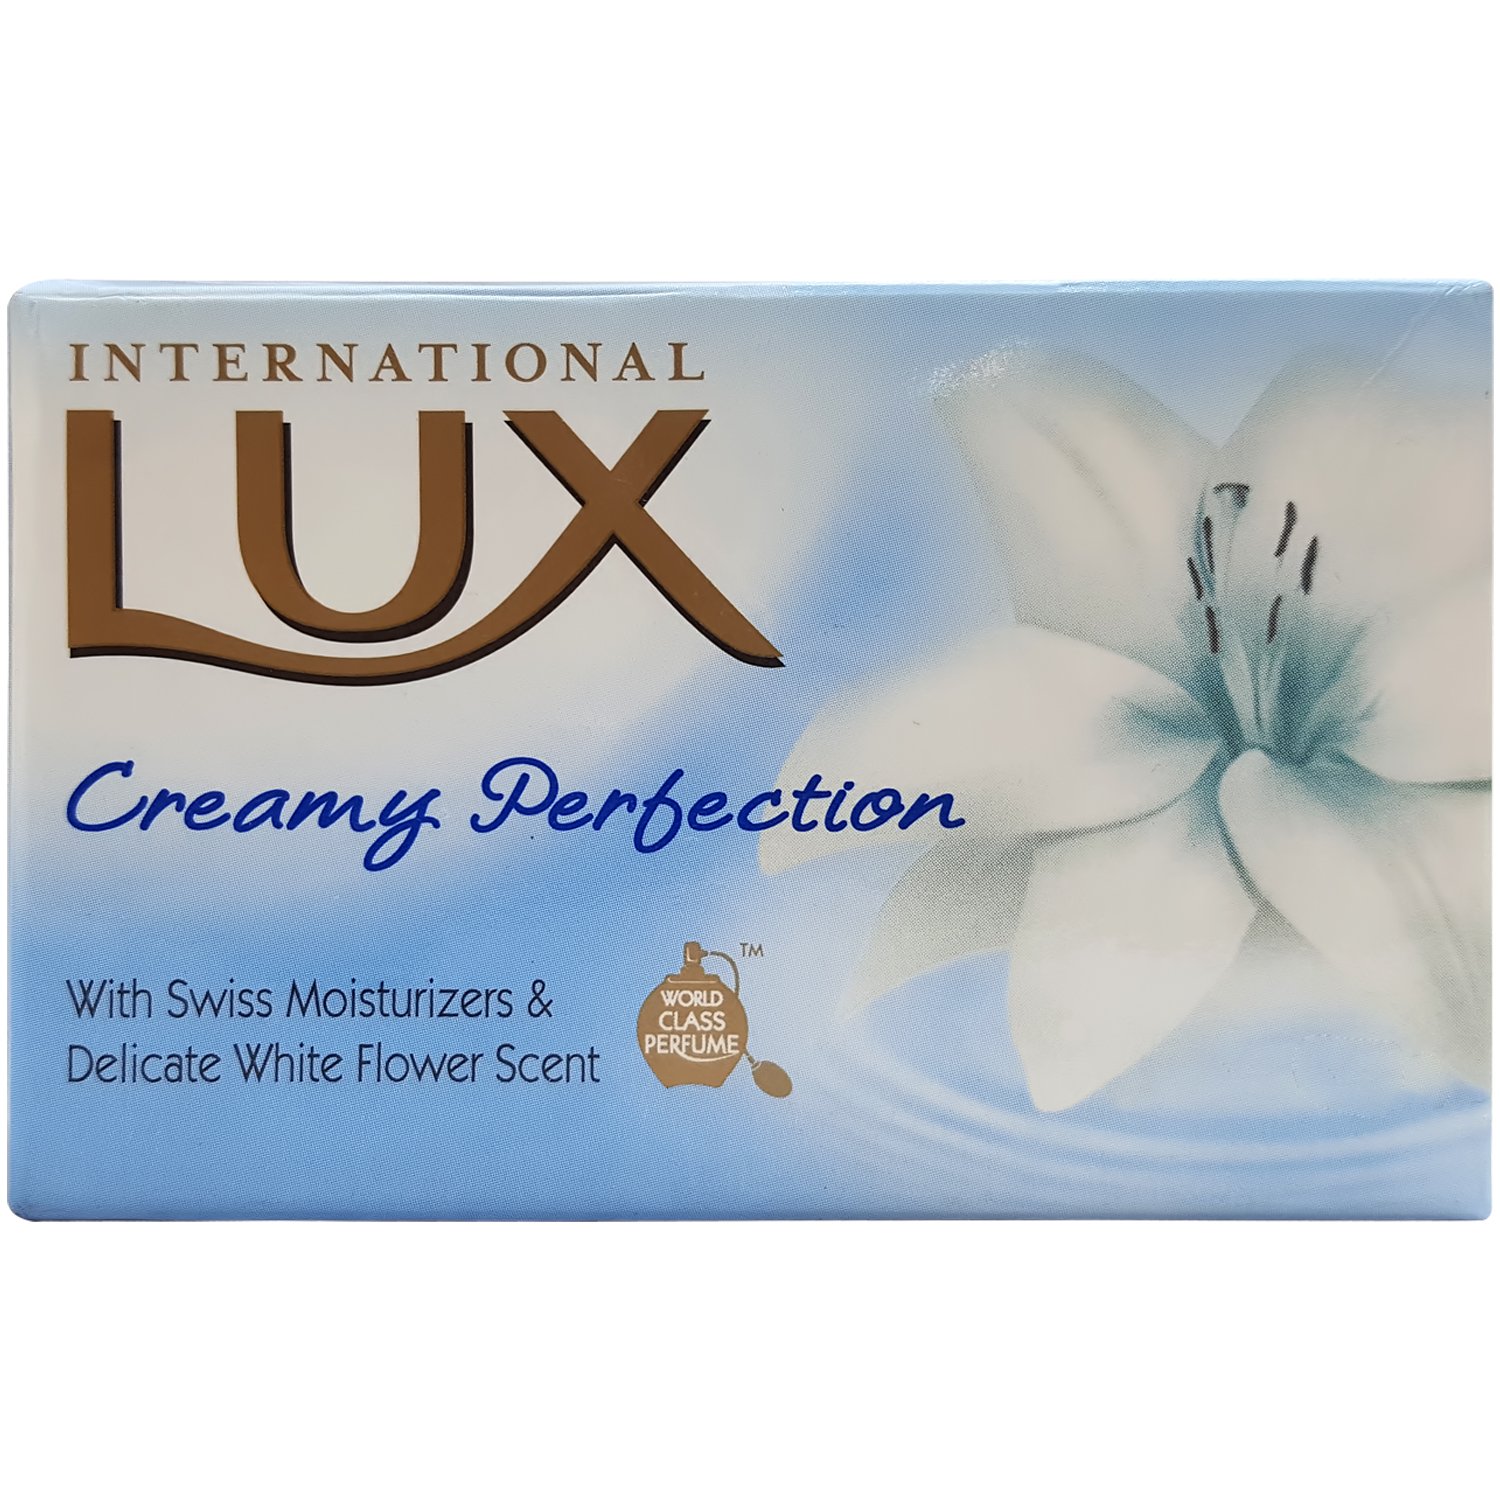 INTERNATIONAL
LUX
Creamy Perfection
With Swiss Moisturizers &
Delicate White Flower Scent
TM
WORLD
CLASS
PERFUME